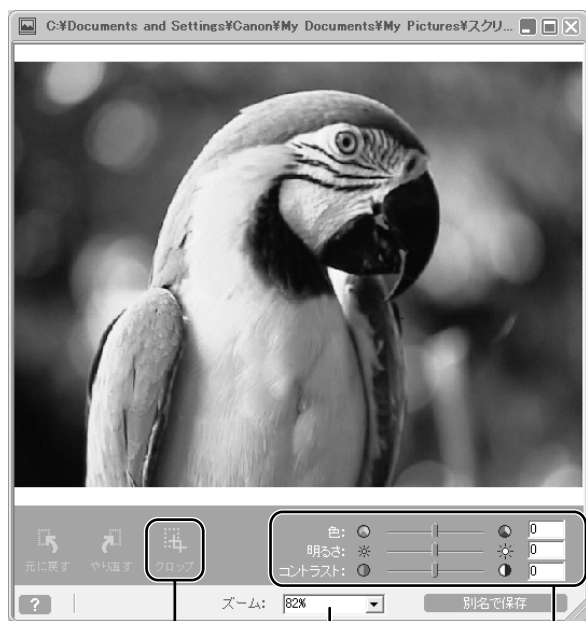 C:¥Documents and Settings¥Canon¥My Documents¥My Pictures¥スクリ...
元に戻す
やり直す
クロップ
色: 0
明るさ: 0
コントラスト: 0
?
ズーム: 82%
別名で保存